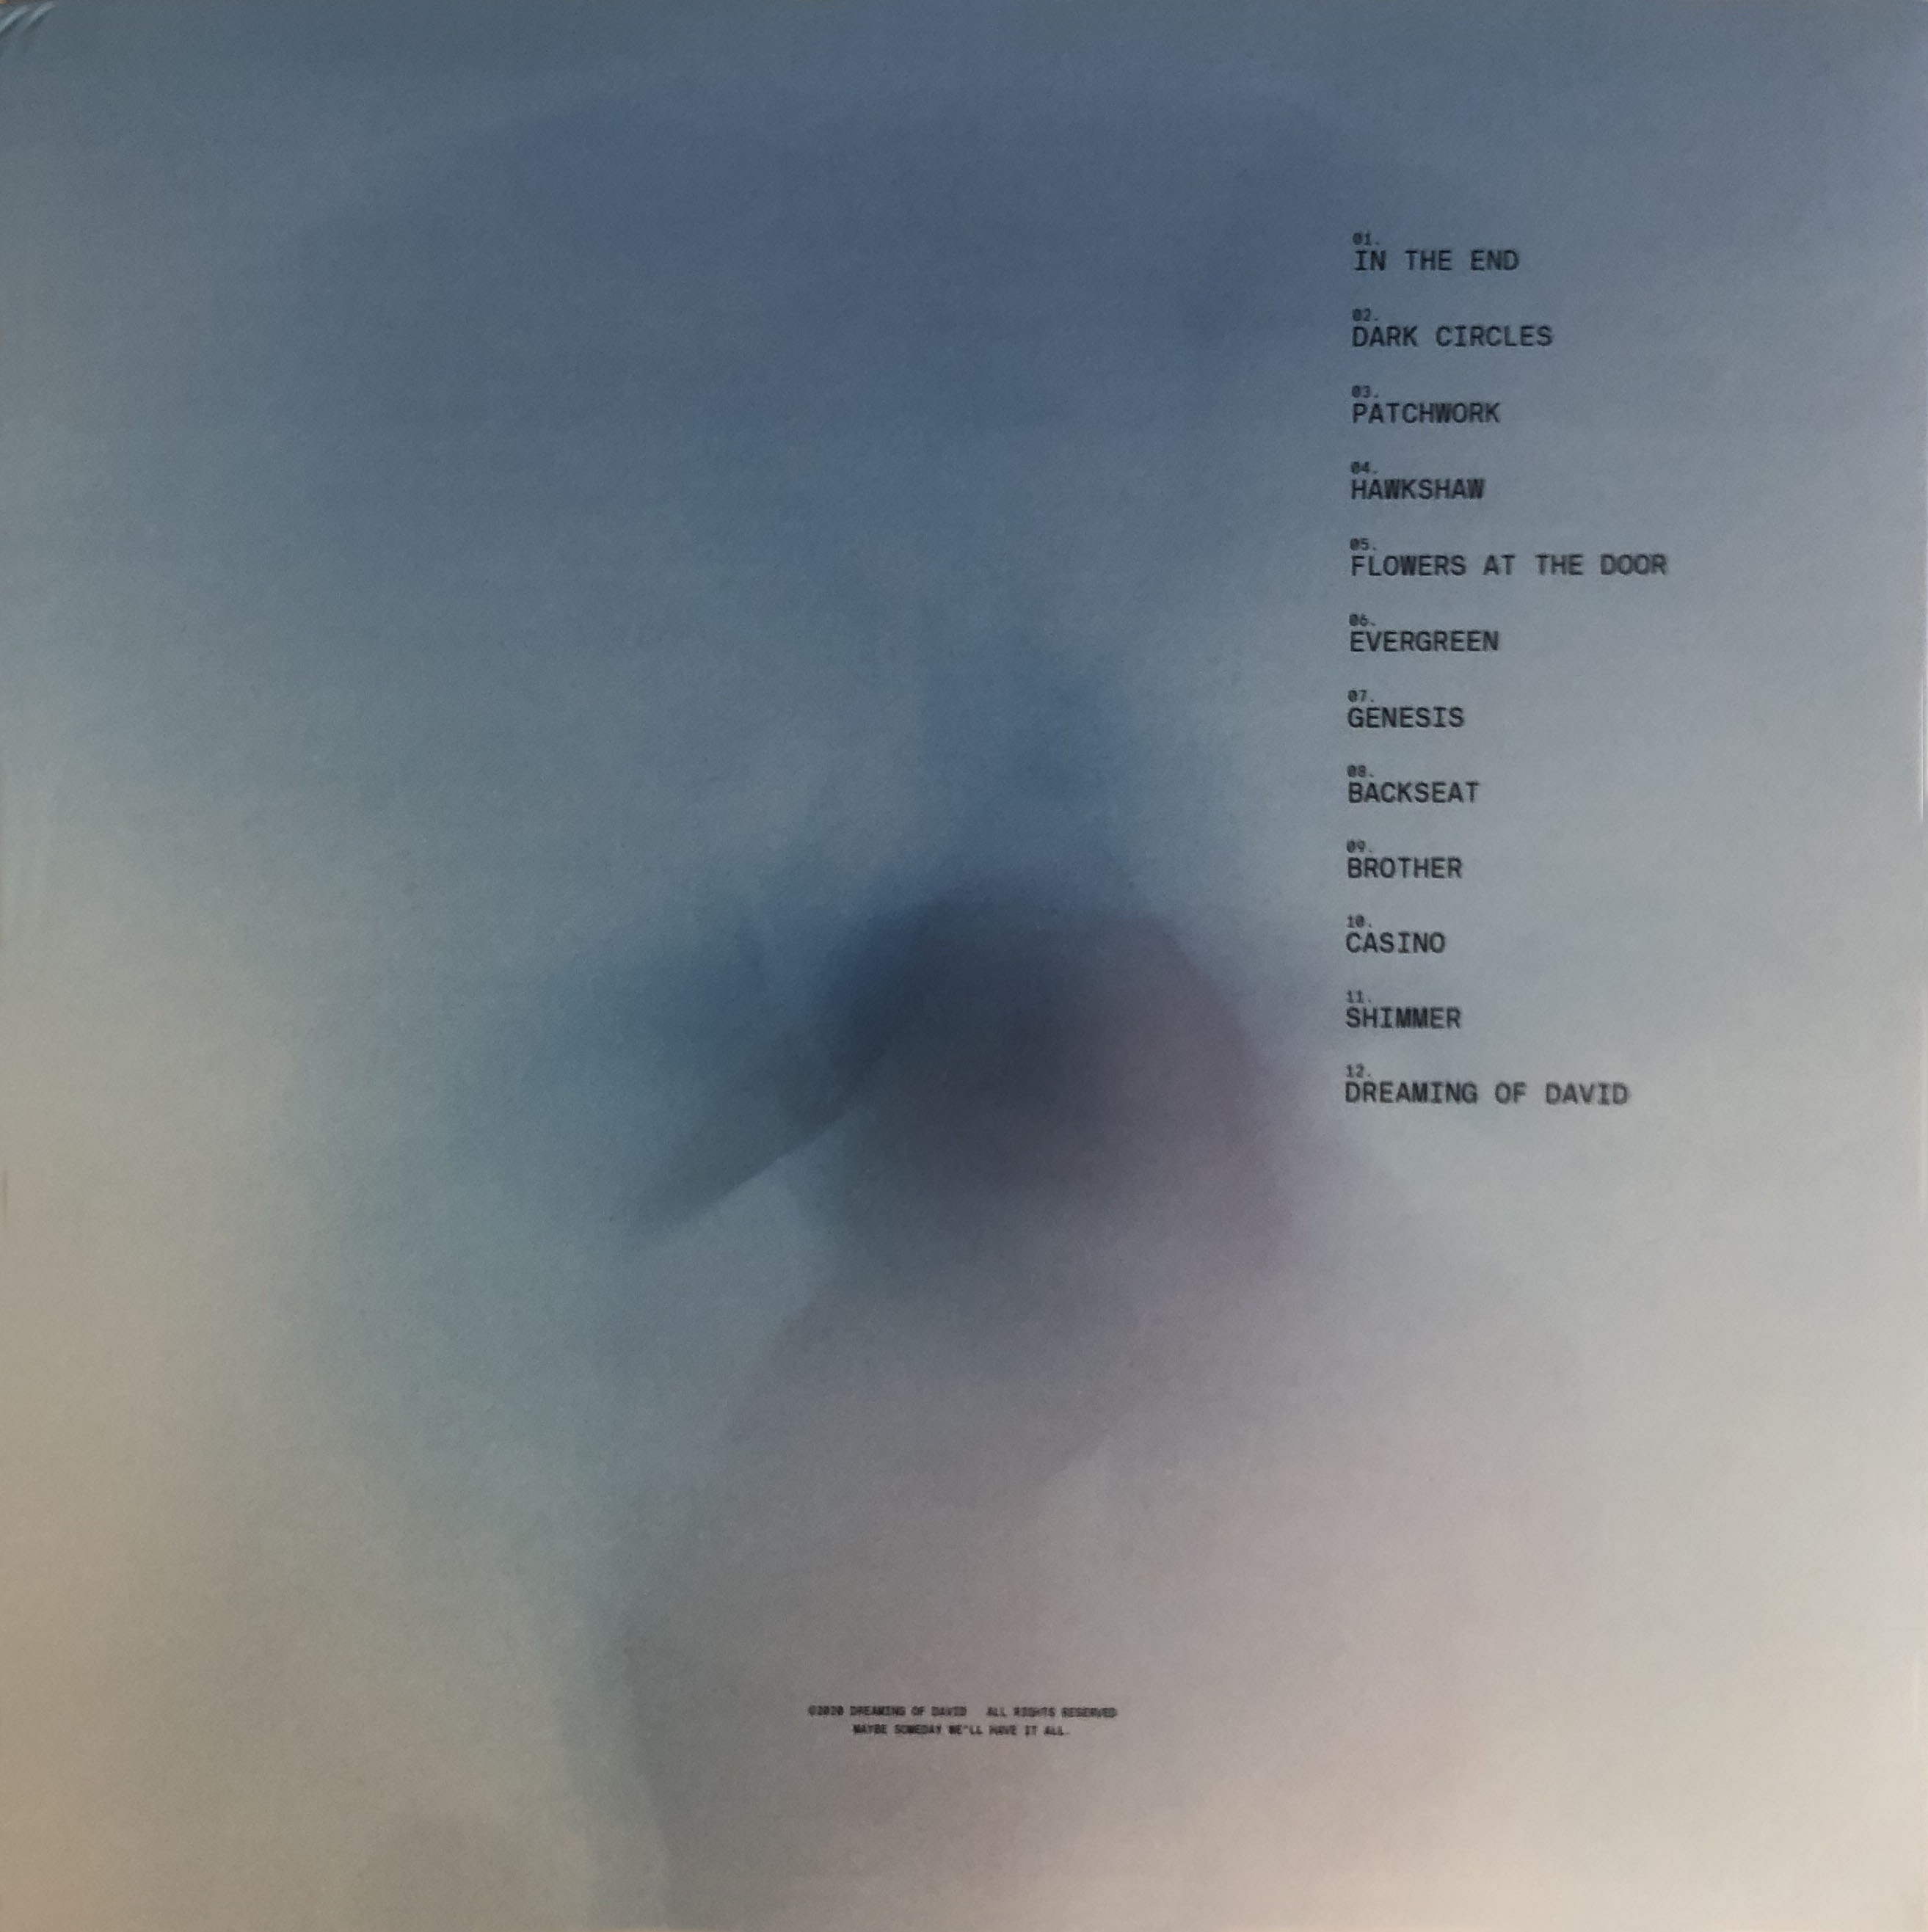 01.
IN THE END
02.
DARK CIRCLES
03.
PATCHWORK
04.
HAWKSHAW
05.
FLOWERS AT THE DOOR
06.
EVERGREEN
07.
GENESIS
08.
BACKSEAT
09.
BROTHER
10.
CASINO
11.
SHIMMER
12.
DREAMING OF DAVID
©2020 DREAMING OF DAVID ALL RIGHTS RESERVED
MAYBE SOMEDAY WE'LL HAVE IT ALL.